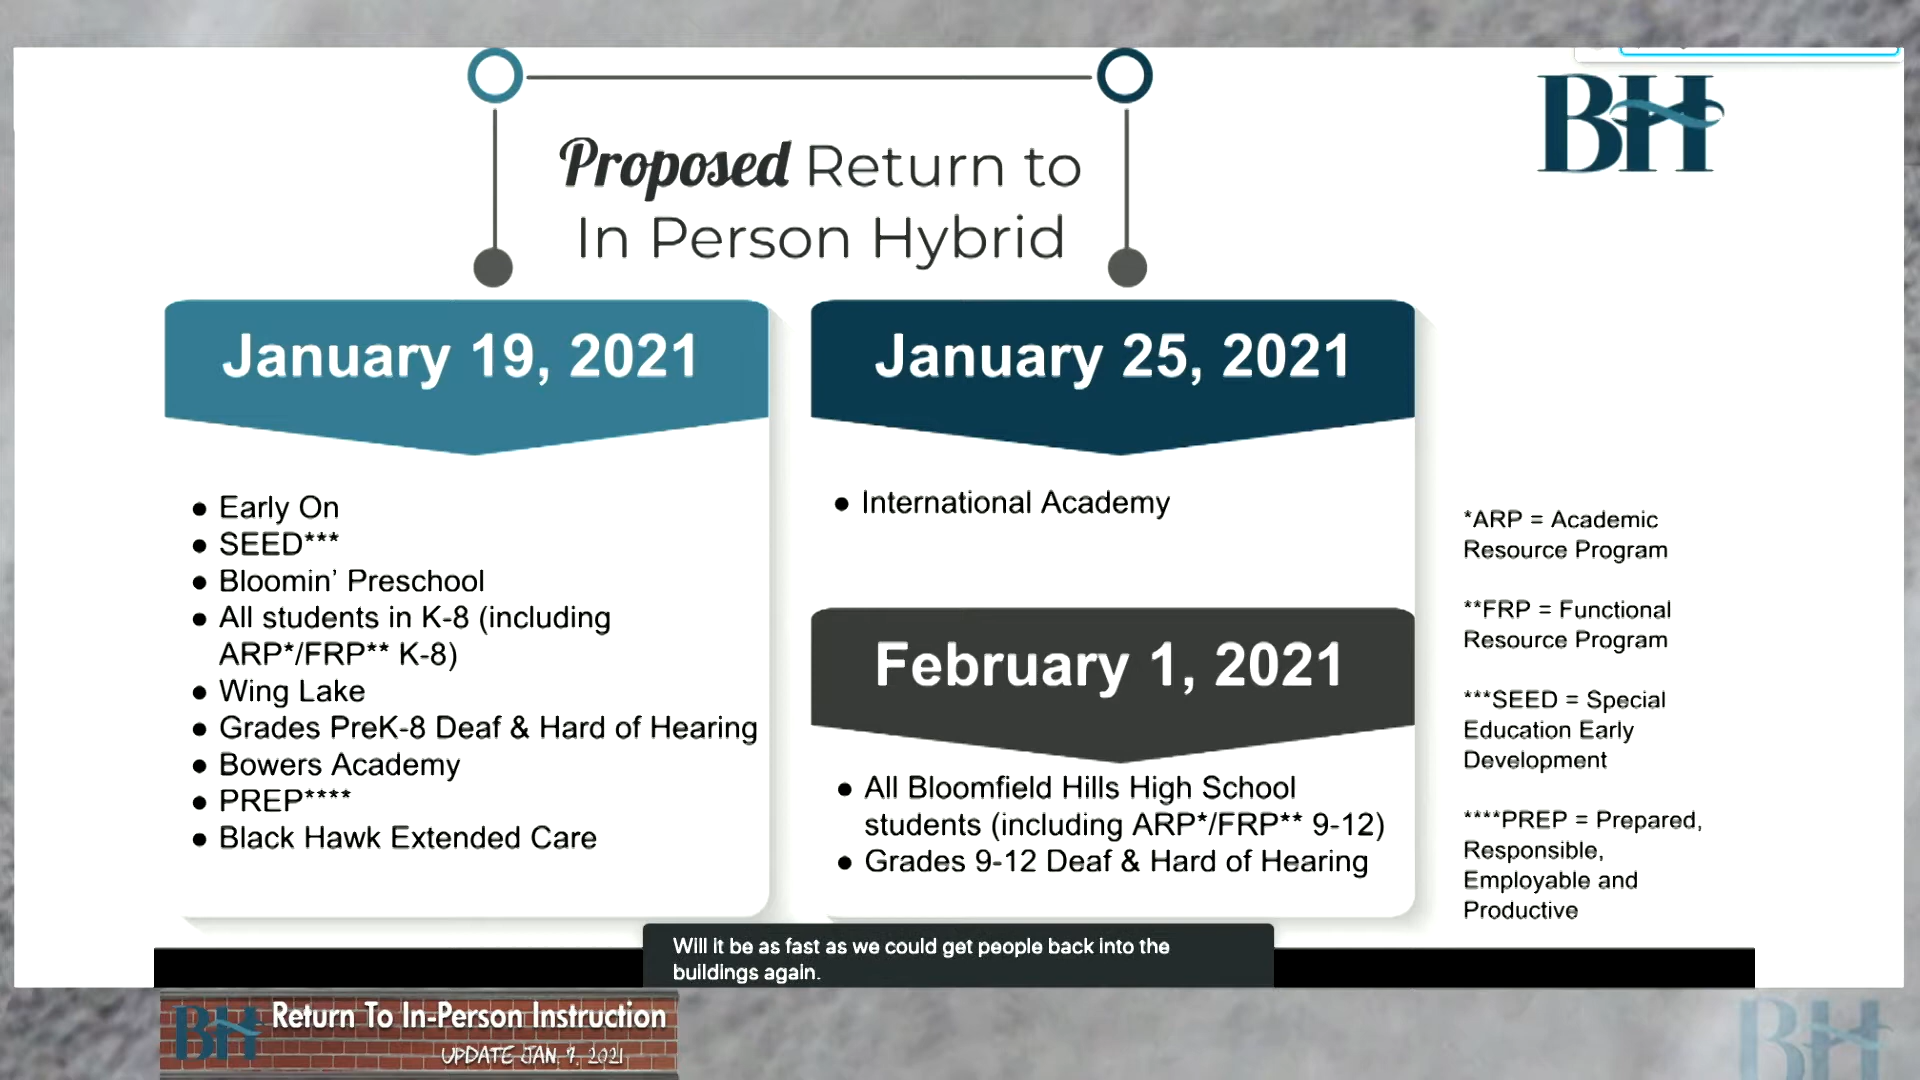 BH
Proposed Return to
In Person Hybrid
January 19, 2021
● Early On
● SEED***
● Bloomin’ Preschool
● All students in K-8 (including
ARP*/FRP** K-8)
● Wing Lake
● Grades PreK-8 Deaf & Hard of Hearing
● Bowers Academy
● PREP****
● Black Hawk Extended Care
January 25, 2021
● International Academy
February 1, 2021
● All Bloomfield Hills High School
students (including ARP*/FRP** 9-12)
● Grades 9-12 Deaf & Hard of Hearing
*ARP = Academic
Resource Program
**FRP = Functional
Resource Program
***SEED = Special
Education Early
Development
****PREP = Prepared,
Responsible,
Employable and
Productive
Will it be as fast as we could get people back into the
buildings again.
BH
Return To In-Person Instruction
UPDATE JAN. 7, 2021
BH